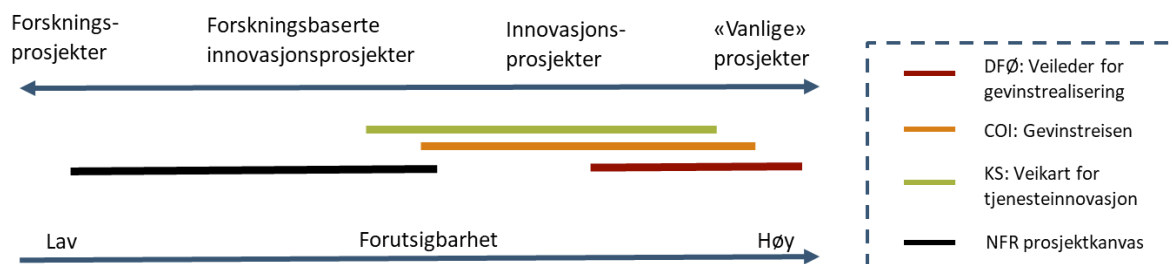 Forsknings-
prosjekter
Forskningsbaserte
innovasjonsprosjekter
Innovasjons-
prosjekter
«Vanlige»
prosjekter
DFØ: Veileder for
gevinstrealisering
COI: Gevinstreisen
KS: Veikart for
tjenesteinnovasjon
NFR prosjektkanvas
Lav
Forutsigbarhet
Høy